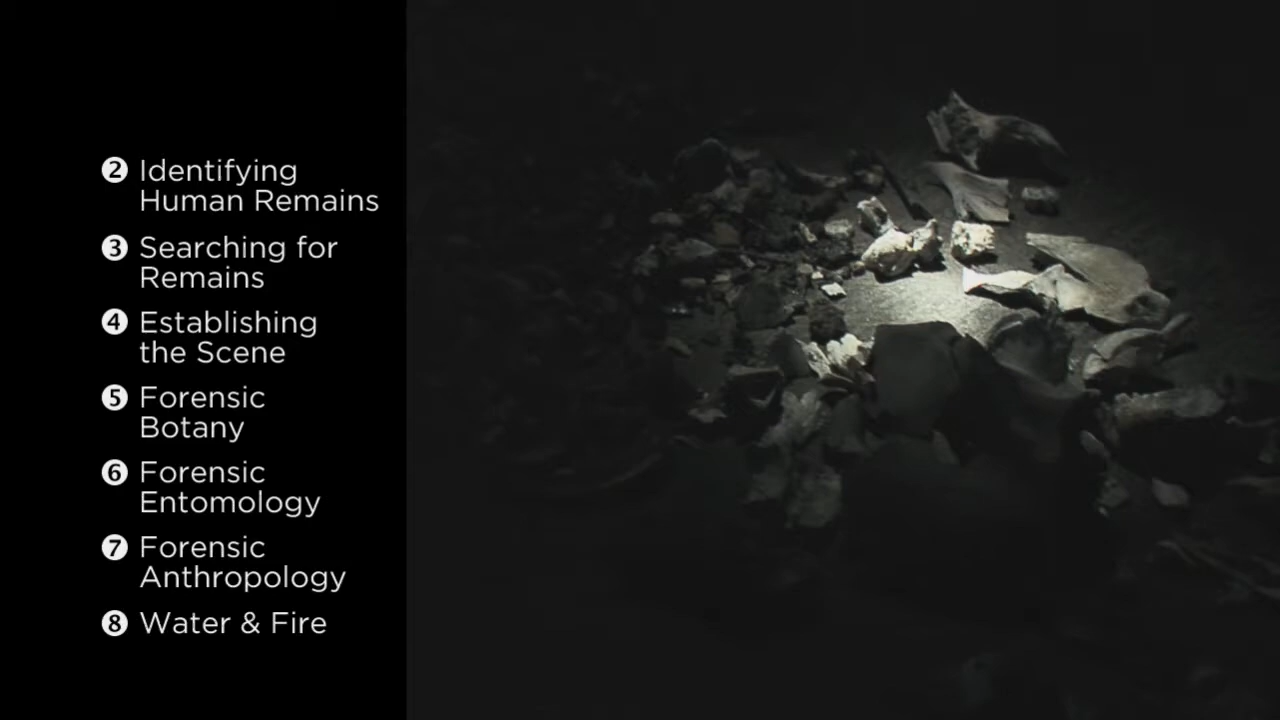 ❷ Identifying
Human Remains
❸ Searching for
Remains
❹ Establishing
the Scene
❺ Forensic
Botany
❻ Forensic
Entomology
❼ Forensic
Anthropology
❽ Water & Fire